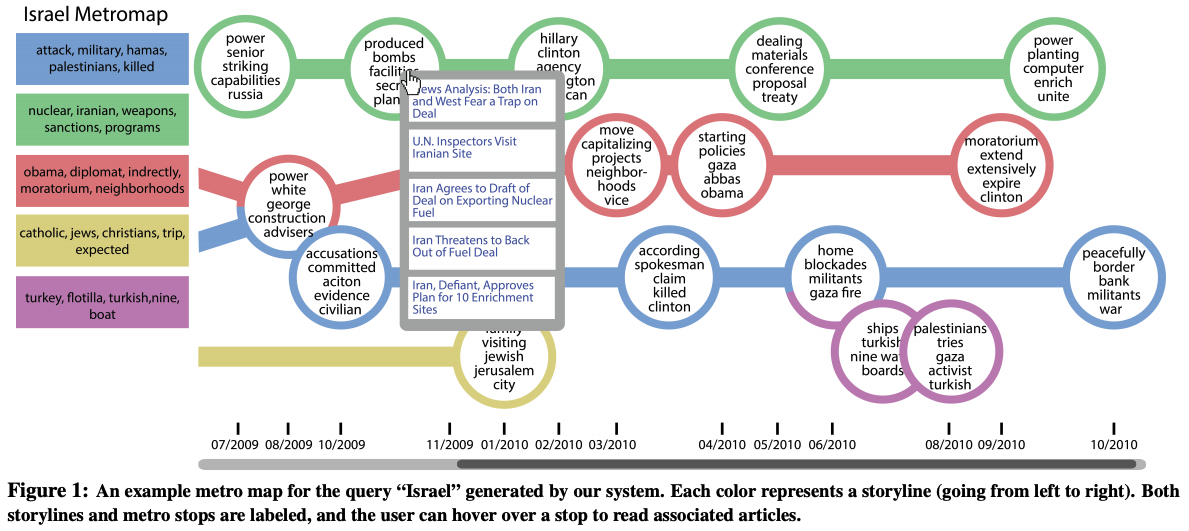 Israel Metromap
attack, military, hamas,
palestinians, killed
nuclear, iranian, weapons,
sanctions, programs
obama, diplomat, indrectly,
moratorium, neighborhoods
catholic, jews, christians, trip,
expected
turkey, flotilla, turkish,nine,
boat
power
senior
striking
capabilities
russia
produced
bombs
facilities
hillary
clinton
agency
dealing
materials
conference
proposal
treaty
power
planting
computer
enrich
unite
News Analysis: Both Iran
and West Fear a Trap on
Deal
U.N. Inspectors Visit
Iranian Site
Iran Agrees to Draft of
Deal on Exporting Nuclear
Fuel
Iran Threatens to Back
Out of Fuel Deal
Iran, Defiant, Approves
Plan for 10 Enrichment
Sites
power
white
george
construction
advisers
move
capitalizing
projects
neighbor-
hoods
vice
starting
policies
gaza
abbas
obama
moratorium
extend
extensively
expire
clinton
accusations
committed
aciton
evidence
civilian
according
spokesman
claim
killed
clinton
home
blockades
militants
gaza fire
peacefully
border
bank
militants
war
family
visiting
jewish
jerusalem
city
ships
turkish
nine
boards
palestinians
tries
gaza
activist
turkish
07/2009 08/2009 10/2009 11/2009 01/2010 02/2010 03/2010 04/2010 05/2010 06/2010 08/2010 09/2010 10/2010
Figure 1: An example metro map for the query “Israel” generated by our system. Each color represents a storyline (going from left to right). Both
storylines and metro stops are labeled, and the user can hover over a stop to read associated articles.